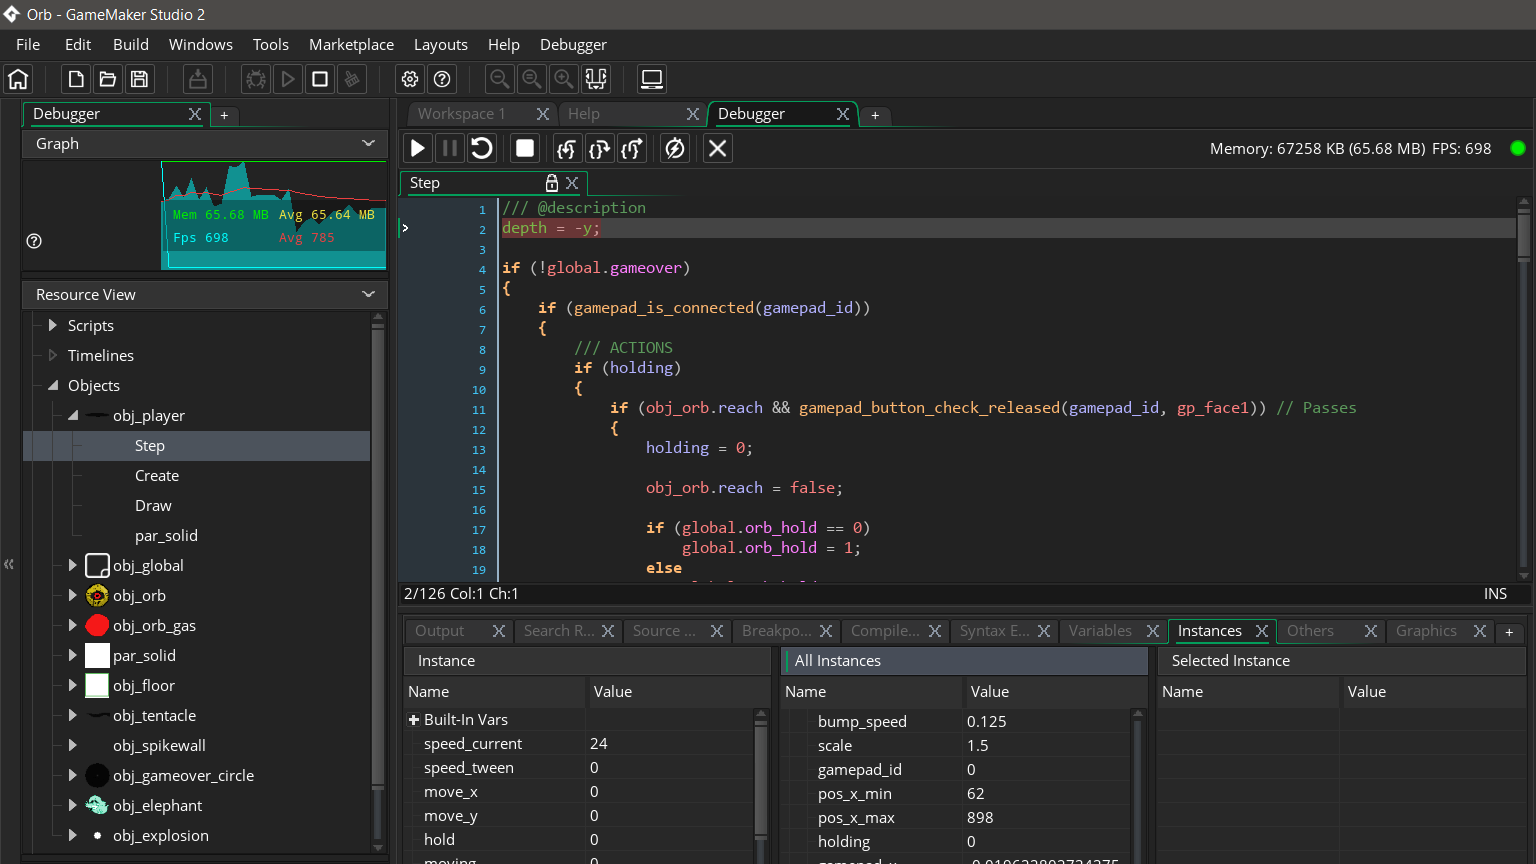 Orb - GameMaker Studio 2
File Edit Build Windows Tools Marketplace Layouts Help Debugger
Debugger
Graph
Mem 65.68 MB Avg 65.64 MB
Fps 698 Avg 785
Resource View
Scripts
Timelines
Objects
obj_player
Step
Create
Draw
par_solid
obj_global
obj_orb
obj_orb_gas
par_solid
obj_floor
obj_tentacle
obj_spikewall
obj_gameover_circle
obj_elephant
obj_explosion
Workspace 1 Help Debugger
Memory: 67258 KB (65.68 MB) FPS: 698
Step
1 /// @description
2 depth = -y;
3
4 if (!global.gameover)
5 {
6 if (gamepad_is_connected(gamepad_id))
7 {
8 /// ACTIONS
9 if (holding)
10 {
11 if (obj_orb.reach && gamepad_button_check_released(gamepad_id, gp_face1)) // Passes
12 {
13 holding = 0;
14
15 obj_orb.reach = false;
16
17 if (global.orb_hold == 0)
18 global.orb_hold = 1;
19 else
2/126 Col:1 Ch:1 INS
Output Search R... Source ... Breakpo... Compile... Syntax E... Variables Instances Others Graphics
Instance
Name Value
Built-In Vars
speed_current 24
speed_tween 0
move_x 0
move_y 0
hold 0
moving 0
All Instances
Name Value
bump_speed 0.125
scale 1.5
gamepad_id 0
pos_x_min 62
pos_x_max 898
holding 0
Selected Instance
Name Value